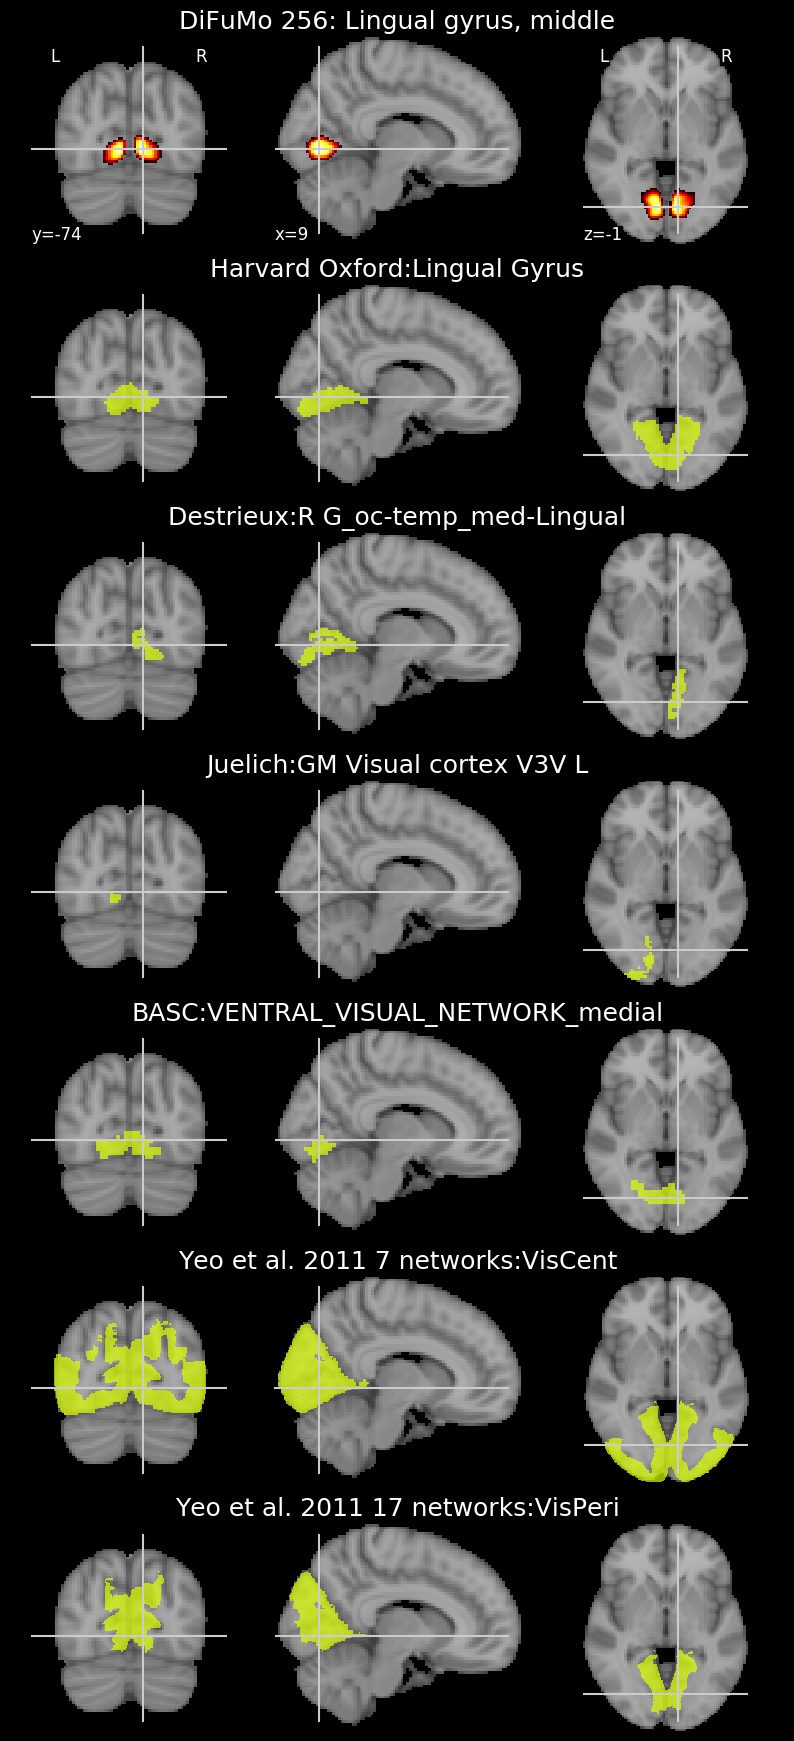 DiFuMo 256: Lingual gyrus, middle
L R L R
y=-74 x=9 z=-1
Harvard Oxford:Lingual Gyrus
Destrieux:R G_oc-temp_med-Lingual
Juelich:GM Visual cortex V3V L
BASC:VENTRAL_VISUAL_NETWORK_medial
Yeo et al. 2011 7 networks:VisCent
Yeo et al. 2011 17 networks:VisPeri